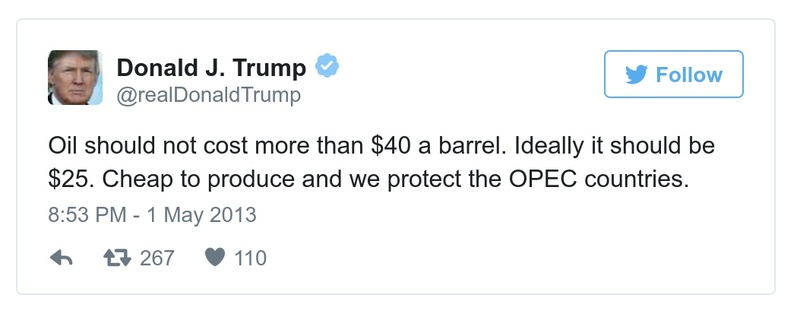 Donald J. Trump
@realDonaldTrump
Follow
Oil should not cost more than $40 a barrel. Ideally it should be
$25. Cheap to produce and we protect the OPEC countries.
8:53 PM - 1 May 2013
267 110